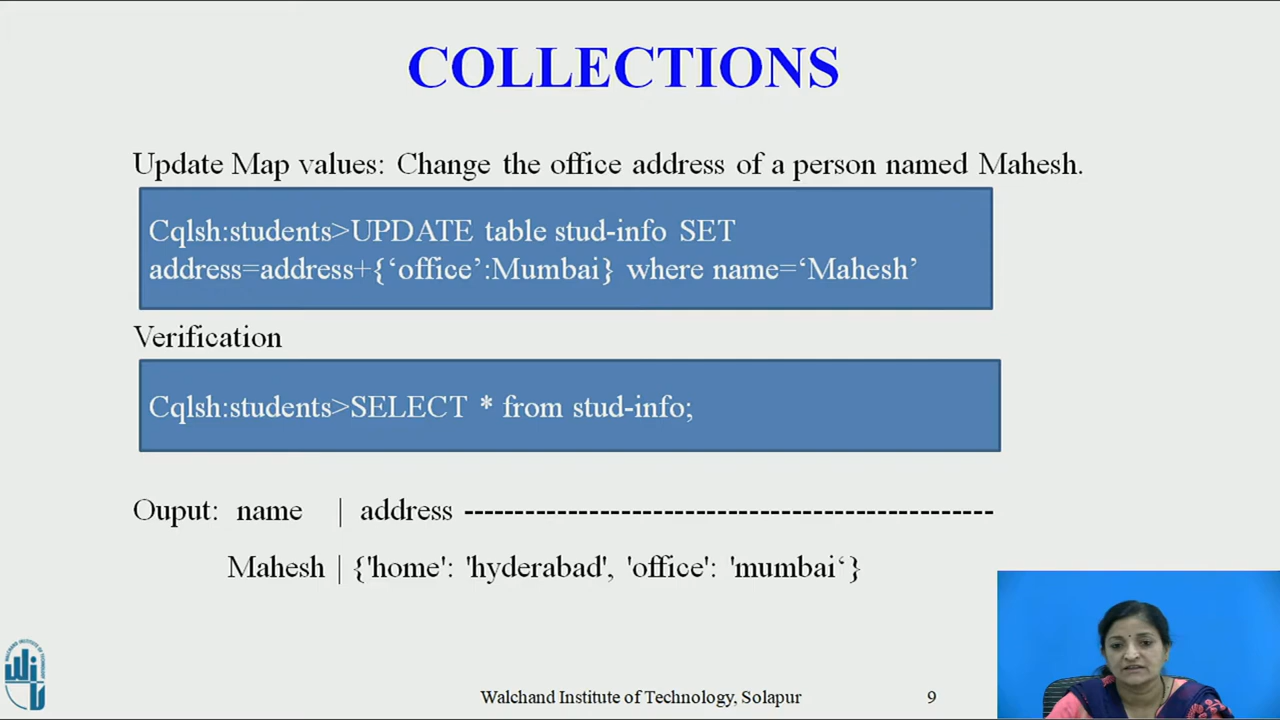 COLLECTIONS
Update Map values: Change the office address of a person named Mahesh.
Cqlsh:students>UPDATE table stud-info SET
address=address+{‘office’:Mumbai} where name=‘Mahesh’
Verification
Cqlsh:students>SELECT * from stud-info;
Ouput: name | address -----------------------------------------------------
Mahesh | {'home': 'hyderabad', 'office': 'mumbai‘}
Walchand Institute of Technology, Solapur 9